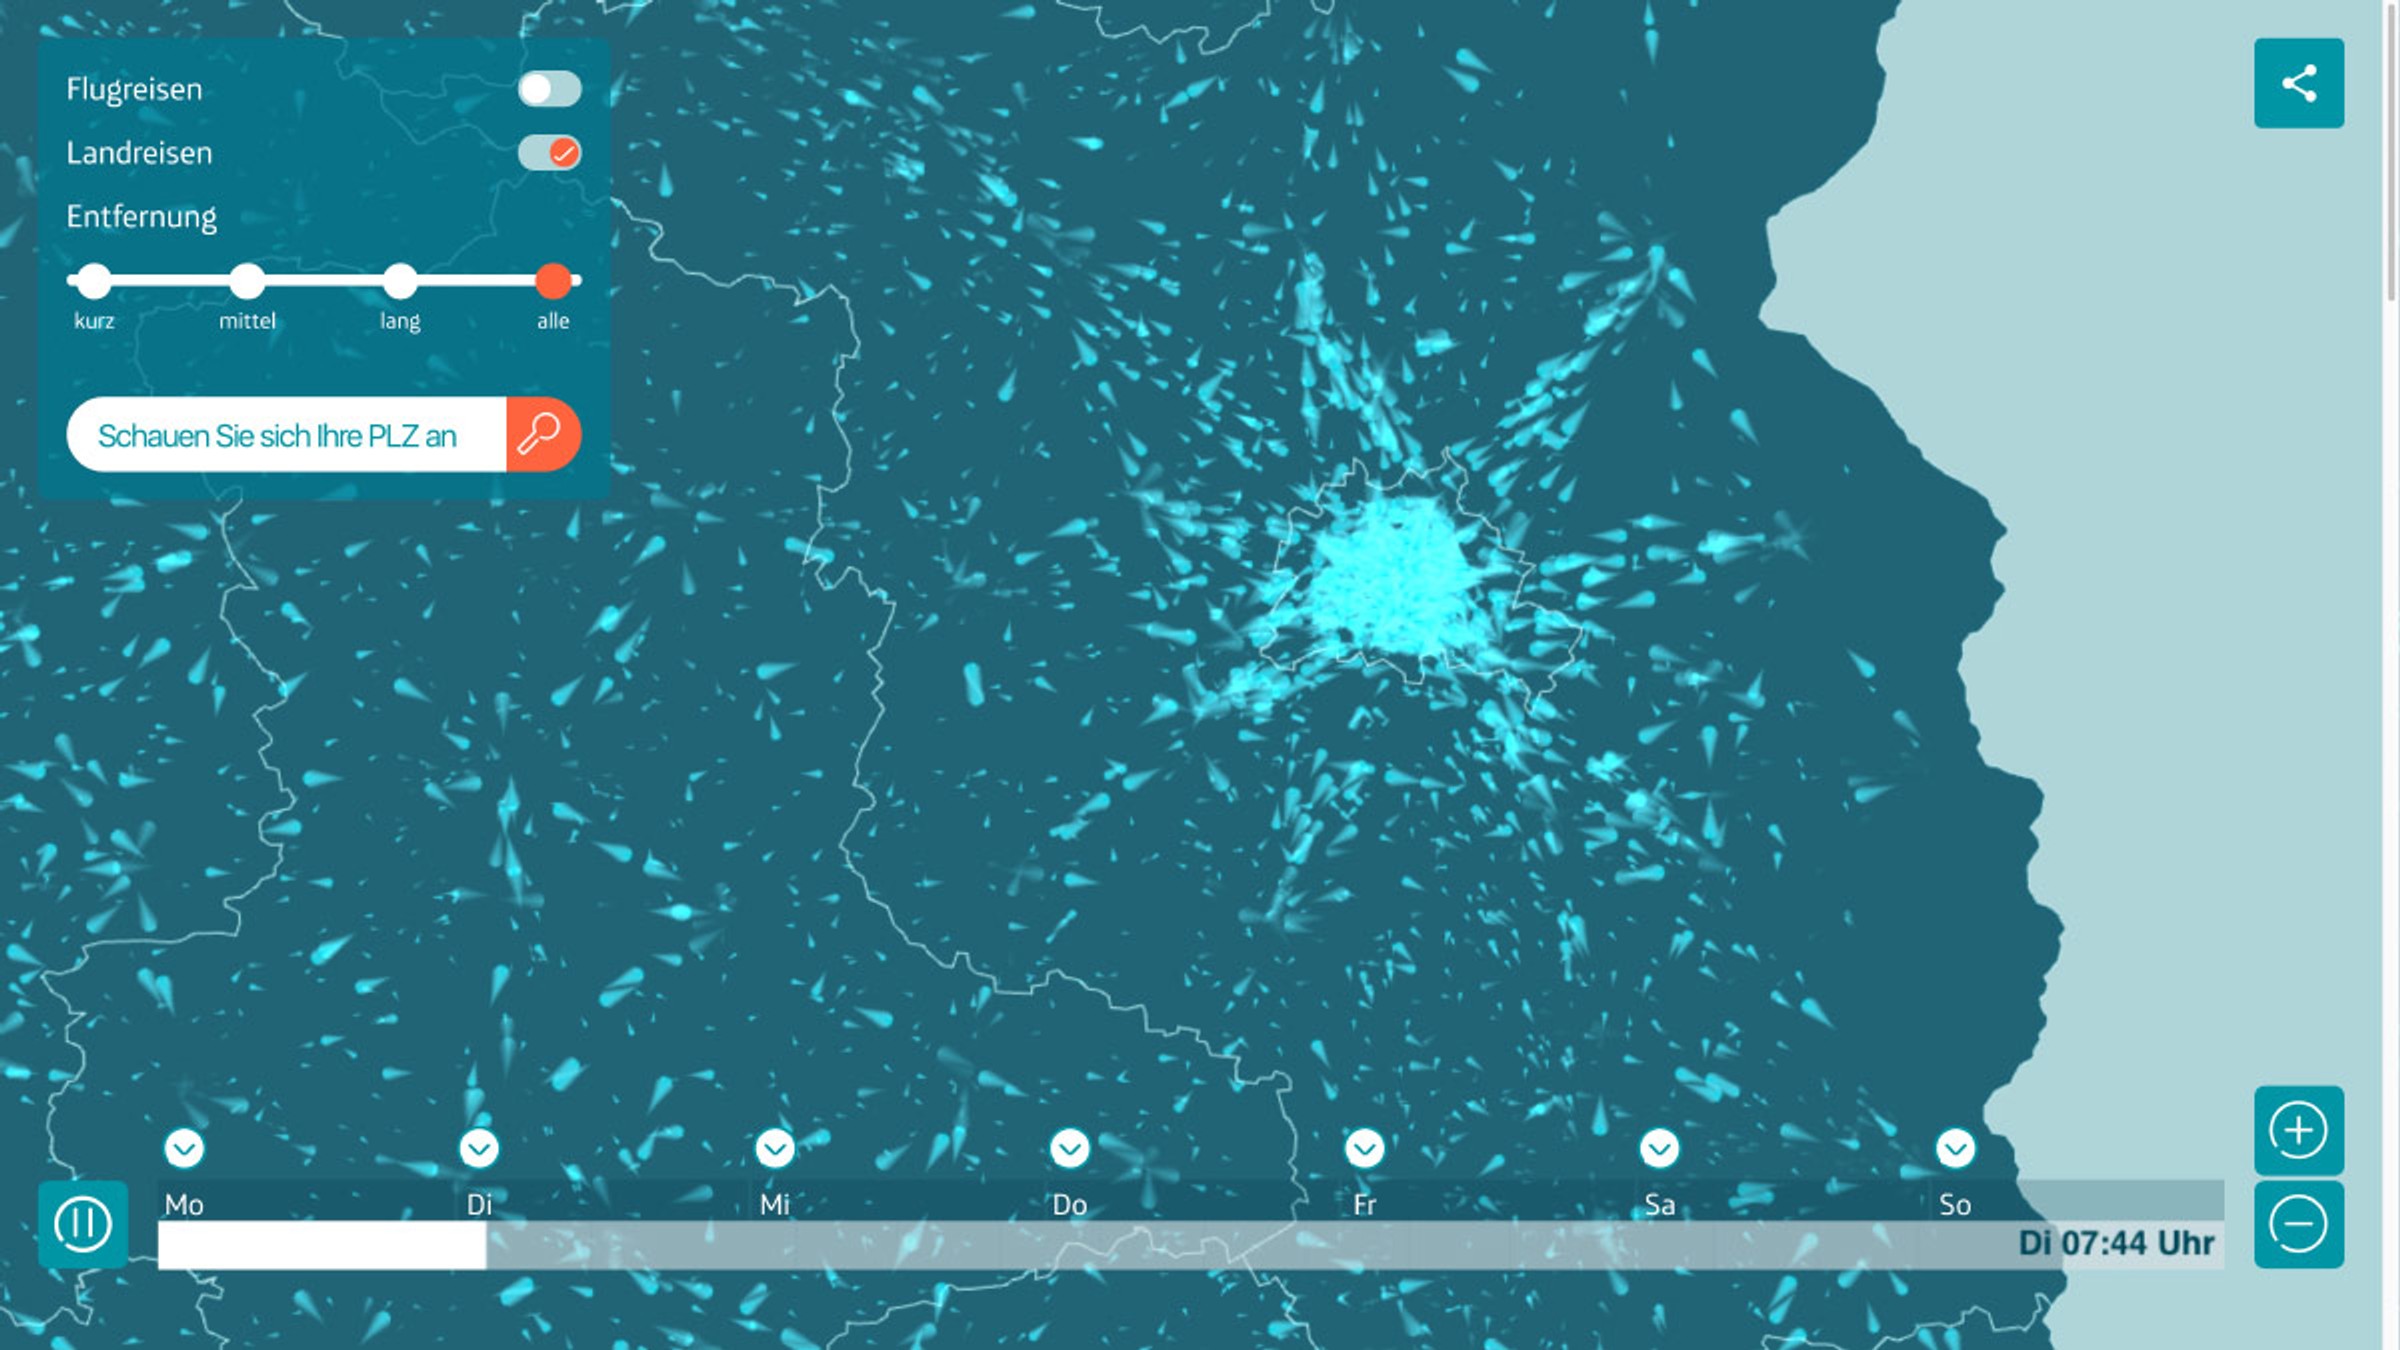 Flugreisen
Landreisen
Entfernung
kurz mittel lang alle
Schauen Sie sich Ihre PLZ an
Mo Di Mi Do Fr Sa So
Di 07:44 Uhr